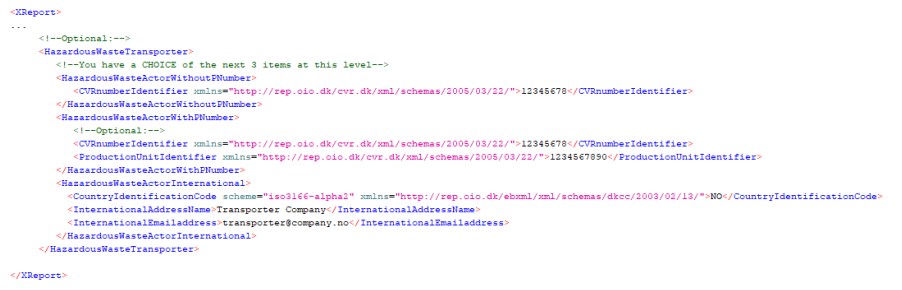 <XReport>
...
<!--Optional:-->
<HazardousWasteTransporter>
<!--You have a CHOICE of the next 3 items at this level-->
<HazardousWasteActorWithoutPNumber>
<CVRnumberIdentifier xmlns="http://rep.oio.dk/cvr.dk/xml/schemas/2005/03/22/">12345678</CVRnumberIdentifier>
</HazardousWasteActorWithoutPNumber>
<HazardousWasteActorWithPNumber>
<!--Optional:-->
<CVRnumberIdentifier xmlns="http://rep.oio.dk/cvr.dk/xml/schemas/2005/03/22/">12345678</CVRnumberIdentifier>
<ProductionUnitIdentifier xmlns="http://rep.oio.dk/cvr.dk/xml/schemas/2005/03/22/">1234567890</ProductionUnitIdentifier>
</HazardousWasteActorWithPNumber>
<HazardousWasteActorInternational>
<CountryIdentificationCode scheme="iso3166-alpha2" xmlns="http://rep.oio.dk/ebxml/xml/schemas/dkcc/2003/02/13/">NO</CountryIdentificationCode>
<InternationalAddressName>Transporter Company</InternationalAddressName>
<InternationalEmailaddress>transporter@company.no</InternationalEmailaddress>
</HazardousWasteActorInternational>
</HazardousWasteTransporter>
</XReport>